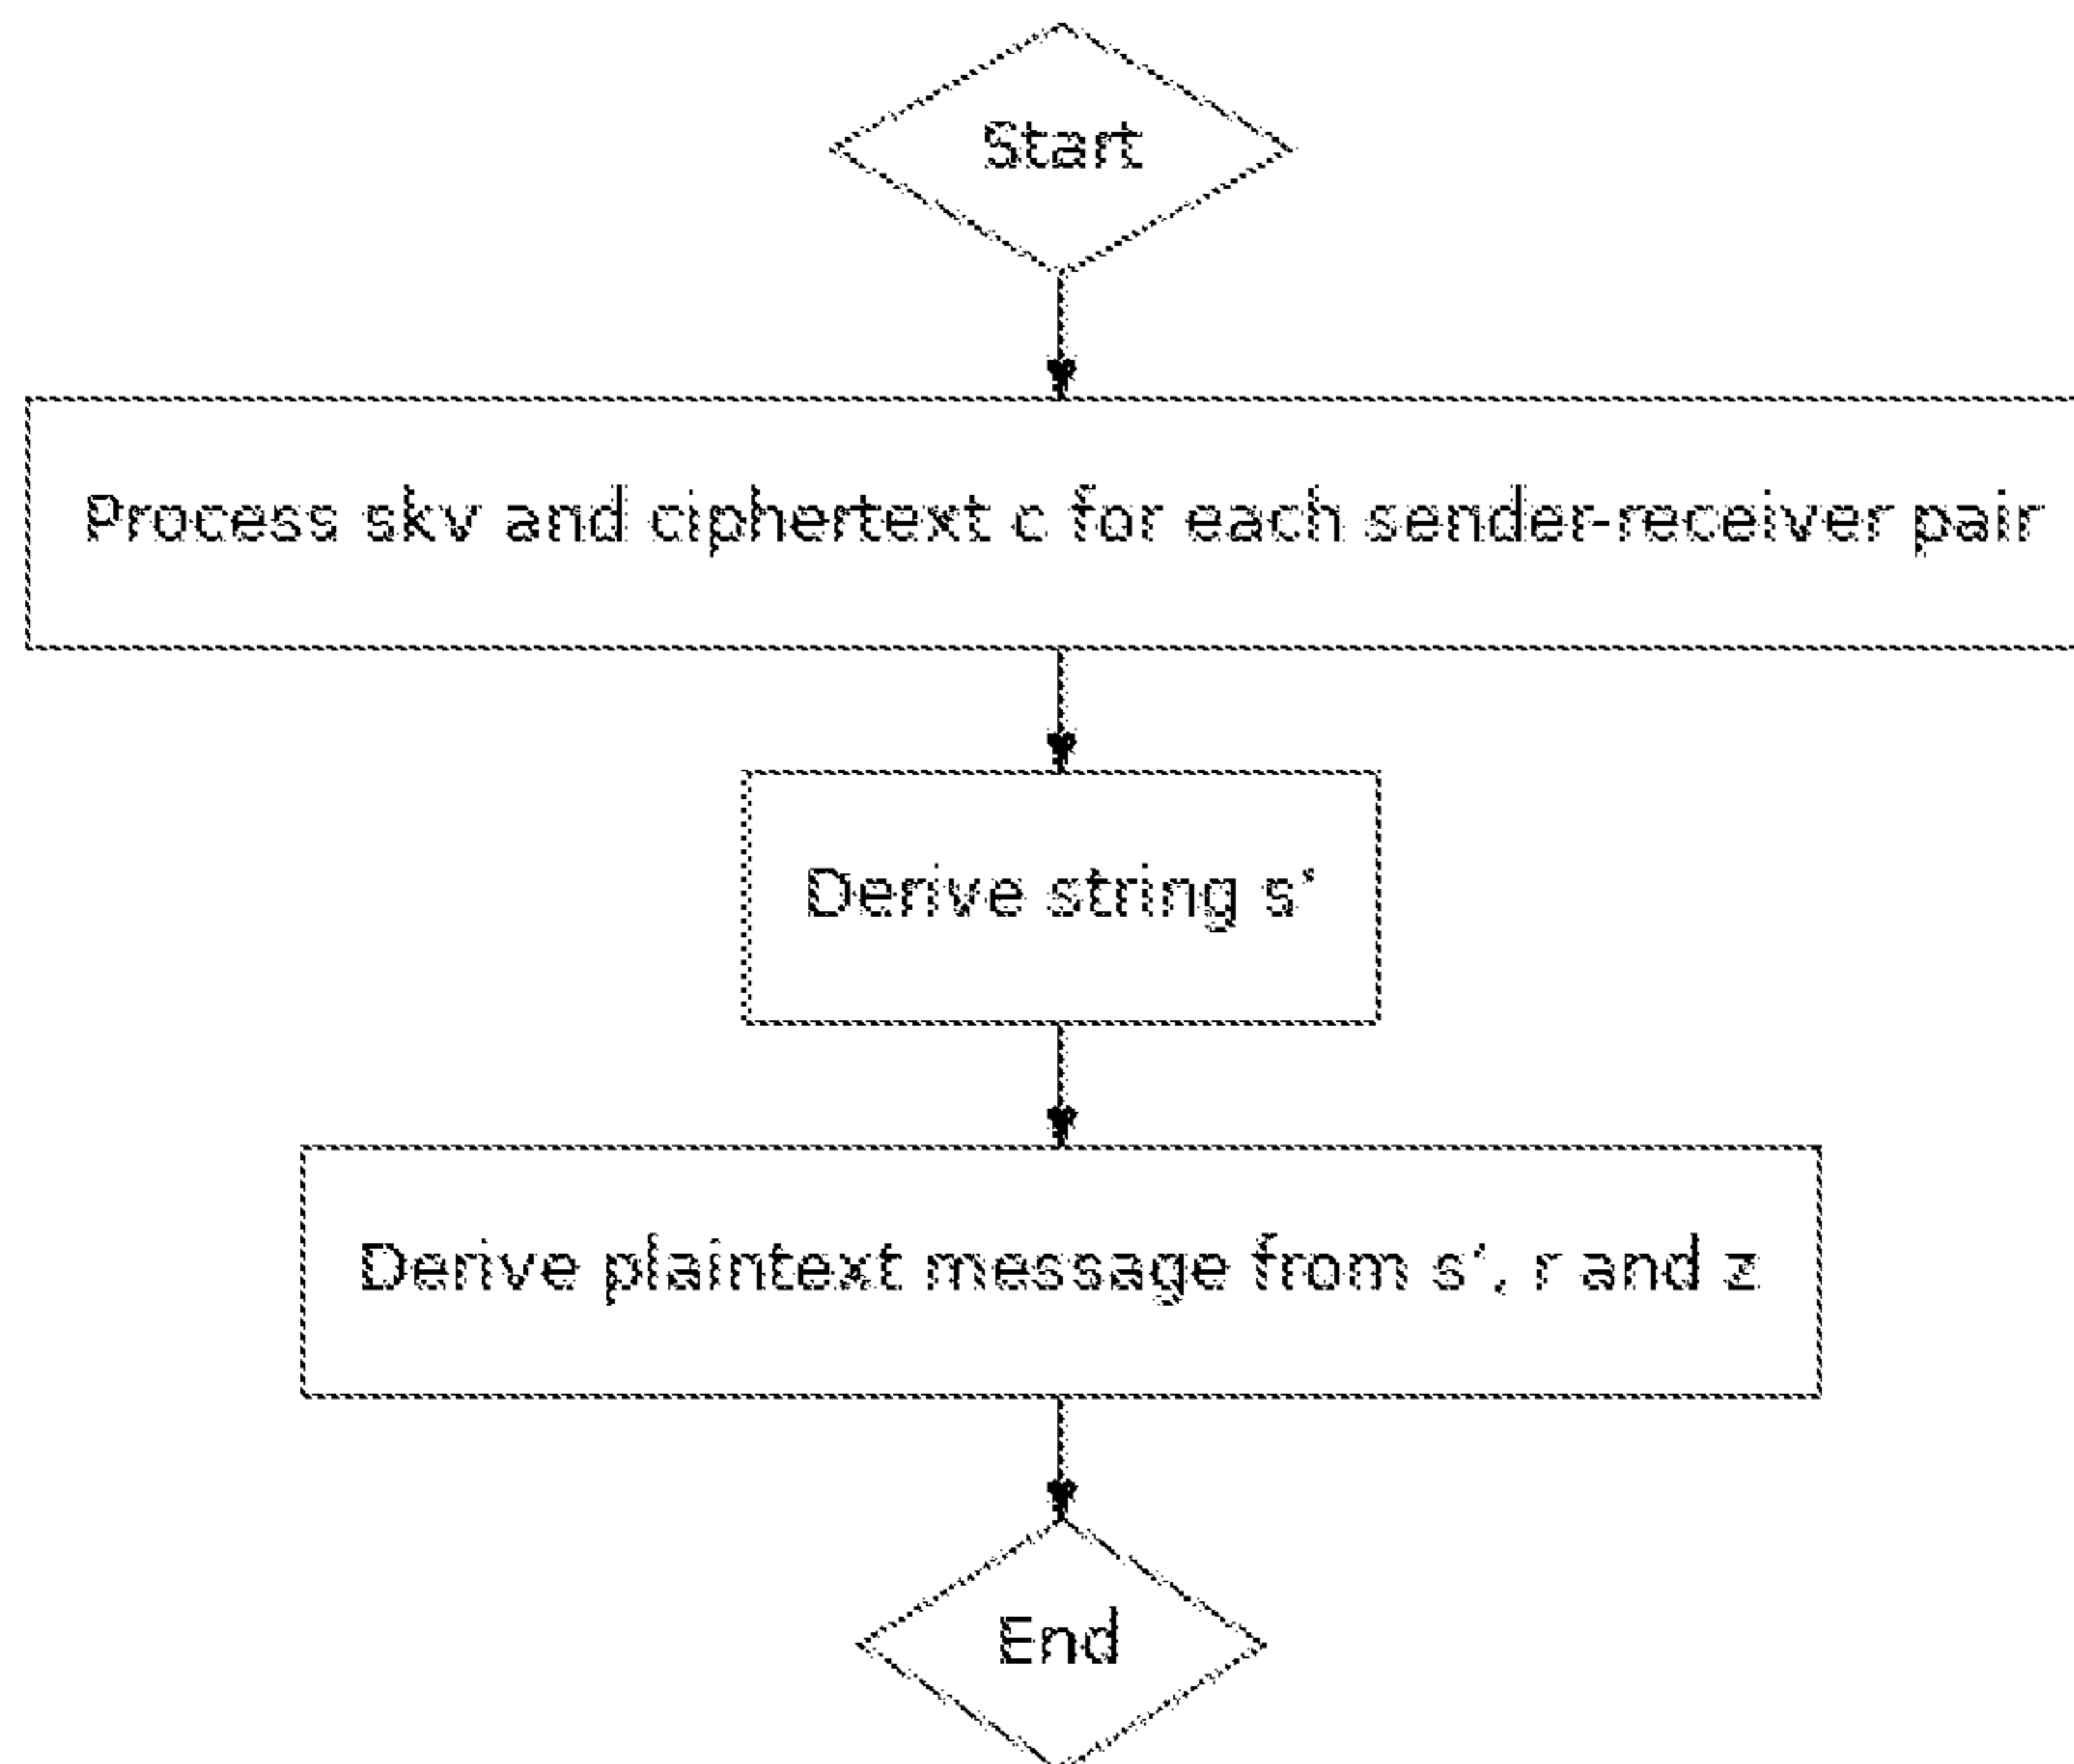 Start
Process skv and ciphertext c for each sender-receiver pair
Derive string s'
Derive plaintext message from s', r and z
End